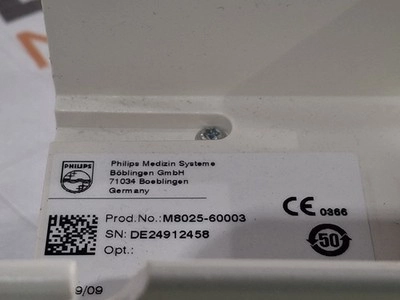 PHILIPS
Philips Medizin Systeme
Böblingen GmbH
71034 Boeblingen
Germany
Prod.No.: M8025-60003
SN: DE24912458
Opt.:
CE 0366
50
9/09